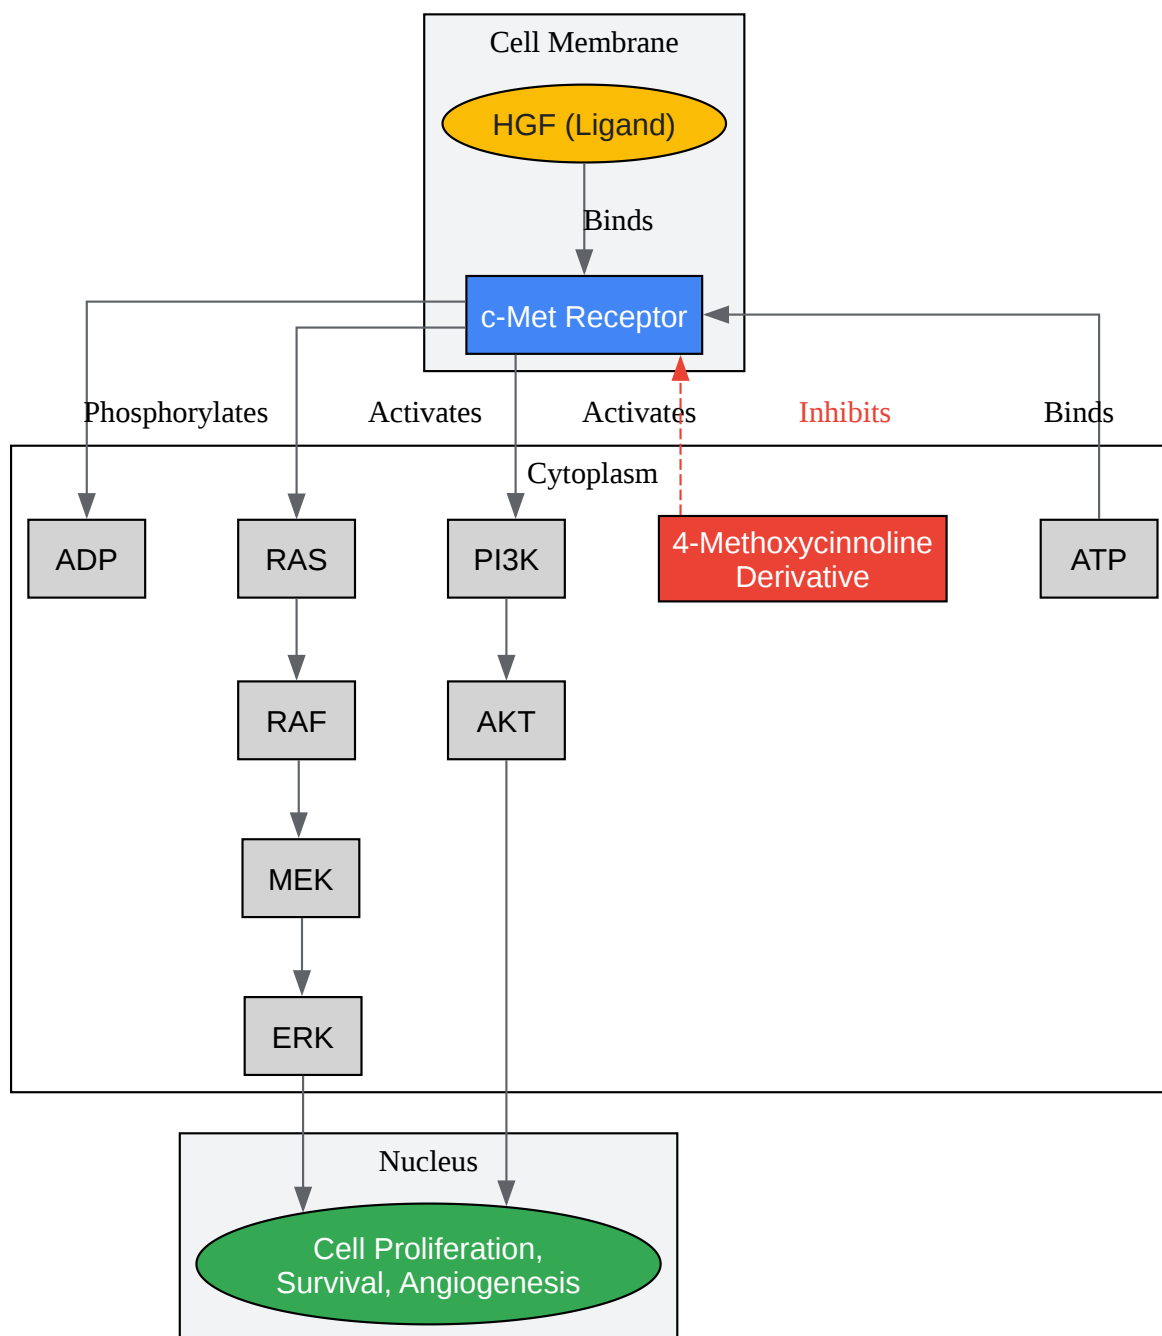 Cell Membrane
HGF (Ligand)
Binds
c-Met Receptor
Phosphorylates
Activates
Activates
Inhibits
Binds
Cytoplasm
ADP
RAS
PI3K
4-Methoxycinnoline
Derivative
ATP
RAF
AKT
MEK
ERK
Nucleus
Cell Proliferation,
Survival, Angiogenesis